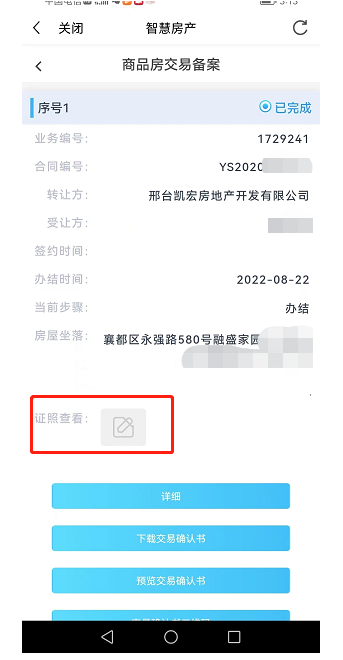 关闭 智慧房产
商品房交易备案
序号1 已完成
业务编号: 1729241
合同编号: YS2020
转让方: 邢台凯宏房地产开发有限公司
受让方:
签约时间:
办结时间: 2022-08-22
当前步骤: 办结
房屋坐落: 襄都区永强路580号融盛家园
证照查看:
详细
下载交易确认书
预览交易确认书